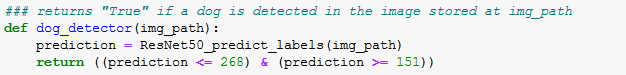 ### returns "True" if a dog is detected in the image stored at img_path
def dog_detector(img_path):
    prediction = ResNet50_predict_labels(img_path)
    return ((prediction <= 268) & (prediction >= 151))